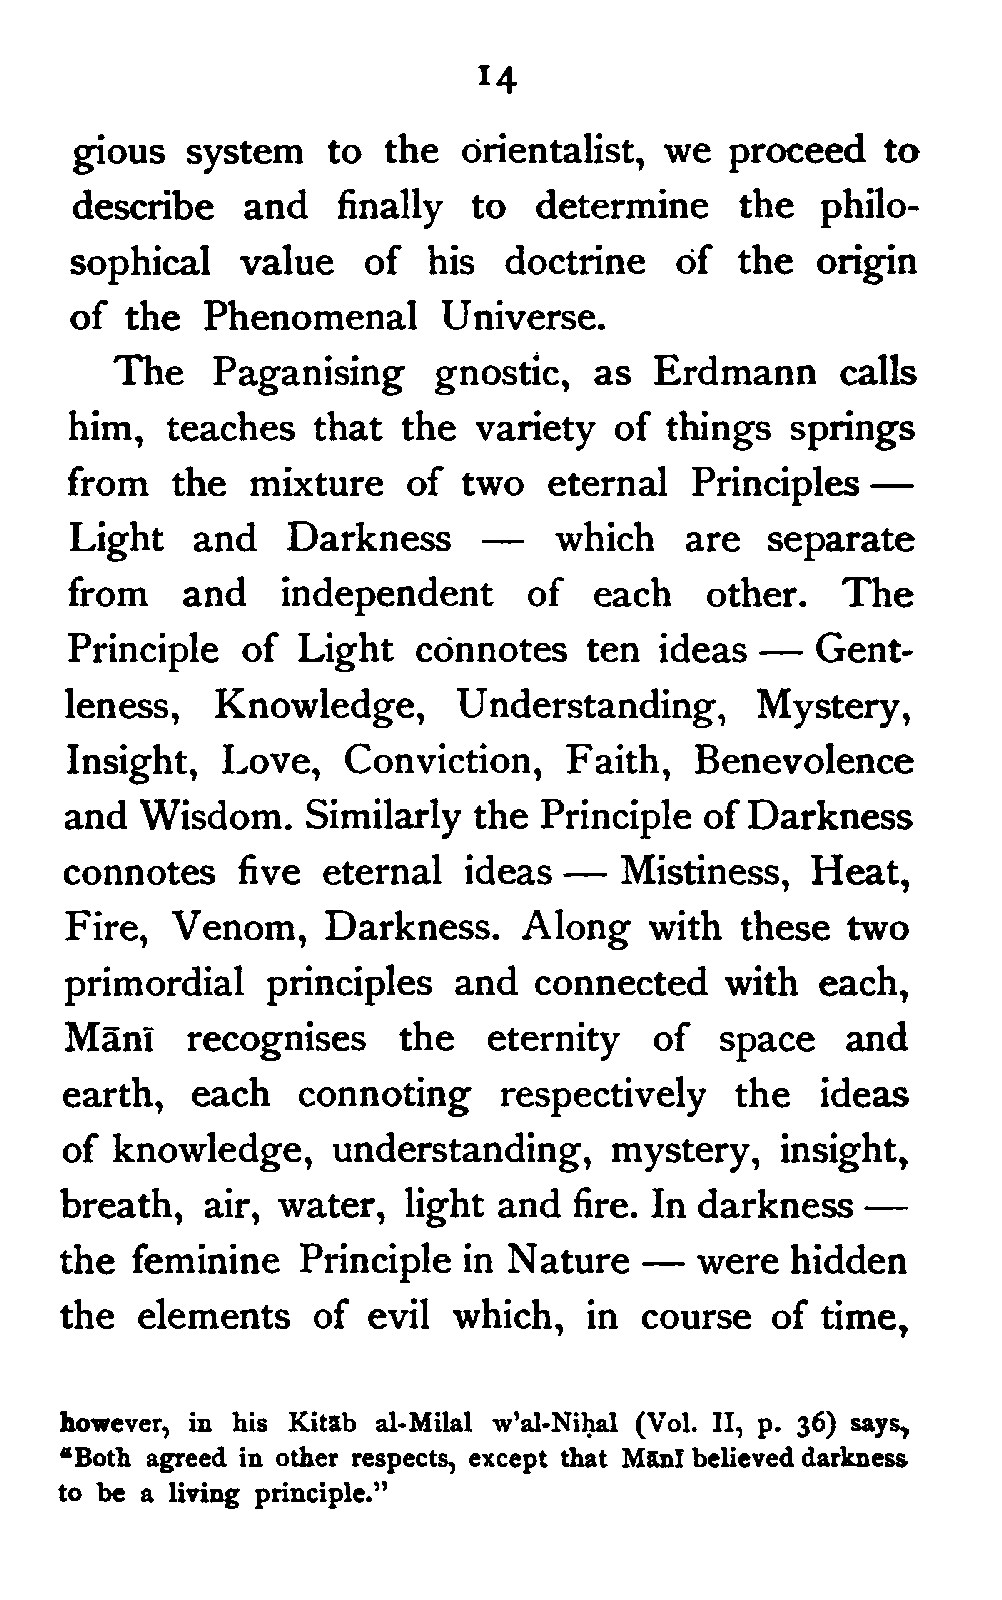 14
gious system to the orientalist, we proceed to
describe and finally to determine the philo-
sophical value of his doctrine of the origin
of the Phenomenal Universe.
The Paganising gnostic, as Erdmann calls
him, teaches that the variety of things springs
from the mixture of two eternal Principles —
Light and Darkness — which are separate
from and independent of each other. The
Principle of Light connotes ten ideas — Gent-
leness, Knowledge, Understanding, Mystery,
Insight, Love, Conviction, Faith, Benevolence
and Wisdom. Similarly the Principle of Darkness
connotes five eternal ideas — Mistiness, Heat,
Fire, Venom, Darkness. Along with these two
primordial principles and connected with each,
Mānī recognises the eternity of space and
earth, each connoting respectively the ideas
of knowledge, understanding, mystery, insight,
breath, air, water, light and fire. In darkness —
the feminine Principle in Nature — were hidden
the elements of evil which, in course of time,
however, in his Kitāb al-Milal w'al-Niḥal (Vol. II, p. 36) says,
"Both agreed in other respects, except that Mānī believed darkness
to be a living principle."